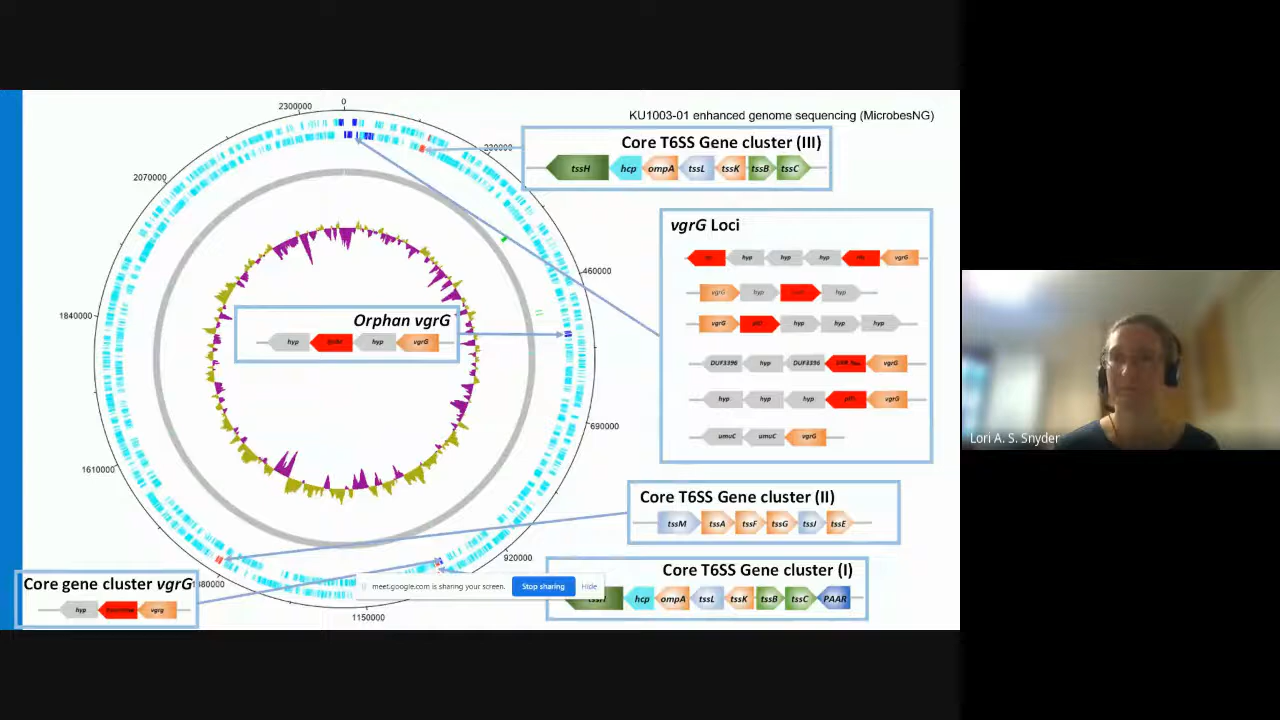 KU1003-01 enhanced genome sequencing (MicrobesNG)
0
2300000
230000
2070000
460000
1840000
690000
1610000
920000
1150000
Core T6SS Gene cluster (III)
tssH hcp ompA tssL tssK tssB tssC
vgrG Loci
hyp hyp hyp vgrG
vgrG hyp hyp
vgrG hyp hyp hyp
DUF3396 hyp DUF3396 vgrG
hyp hyp hyp vgrG
umuC umuC vgrG
Orphan vgrG
hyp hyp vgrG
Core T6SS Gene cluster (II)
tssM tssA tssF tssG tssJ tssE
Core T6SS Gene cluster (I)
tssH hcp ompA tssL tssK tssB tssC PAAR
Core gene cluster vgrG
hyp vgrg
meet.google.com is sharing your screen.
Stop sharing
Hide
Lori A. S. Snyder